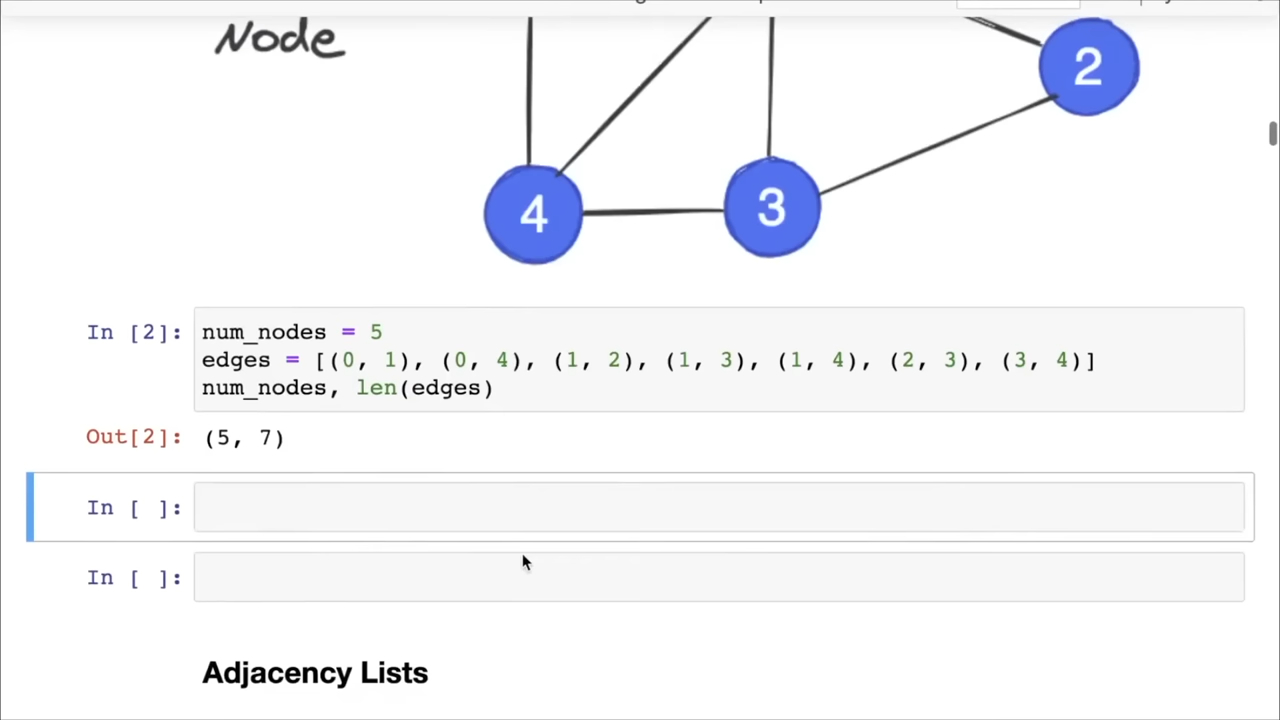 Node
2
4
3
In [2]:
num_nodes = 5
edges = [(0, 1), (0, 4), (1, 2), (1, 3), (1, 4), (2, 3), (3, 4)]
num_nodes, len(edges)
Out[2]: (5, 7)
In [ ]:
In [ ]:
Adjacency Lists